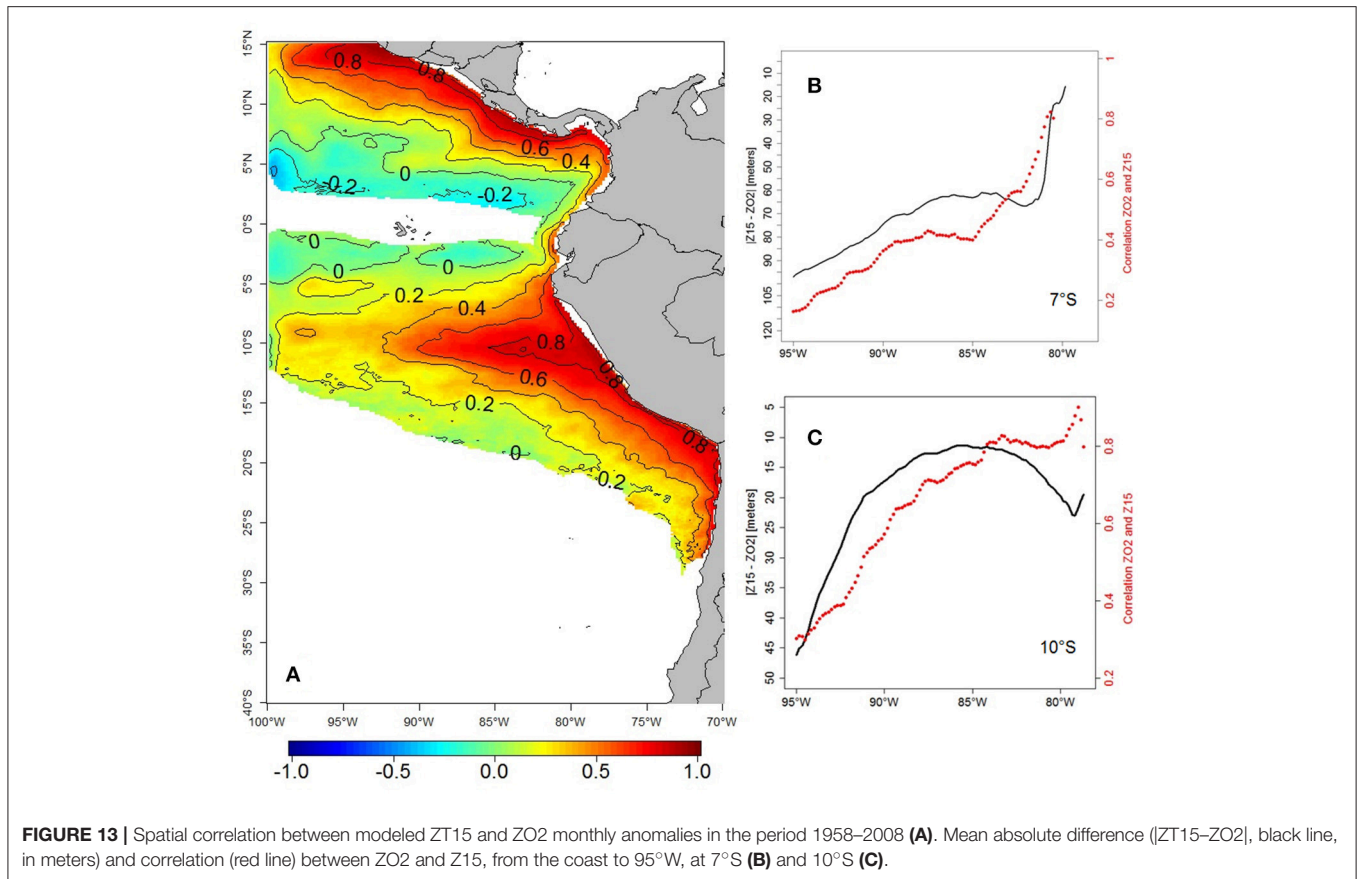 15°N
10°N
5°N
0°N
5°S
10°S
15°S
20°S
25°S
30°S
35°S
40°S
100°W 95°W 90°W 85°W 80°W 75°W 70°W
0.8
0.8
0.6
0.4
0
-0.2
-0.2
0
0
0
0.2
0.4
0.8
0.6
0.8
0.2
0.8
0
0.2
A
-1.0 -0.5 0.0 0.5 1.0
B
|Z15 - ZO2| [meters]
10
20
30
45
60
70
80
90
105
120
95°W 90°W 85°W 80°W
7°S
1
0.8
0.6
0.4
0.2
Correlation ZO2 and Z15
C
|Z15 - ZO2| [meters]
5
10
15
20
25
30
35
40
45
50
95°W 90°W 85°W 80°W
10°S
0.8
0.6
0.4
0.2
Correlation ZO2 and Z15
FIGURE 13 | Spatial correlation between modeled ZT15 and ZO2 monthly anomalies in the period 1958–2008 (A). Mean absolute difference (|ZT15–ZO2|, black line,
in meters) and correlation (red line) between ZO2 and Z15, from the coast to 95°W, at 7°S (B) and 10°S (C).